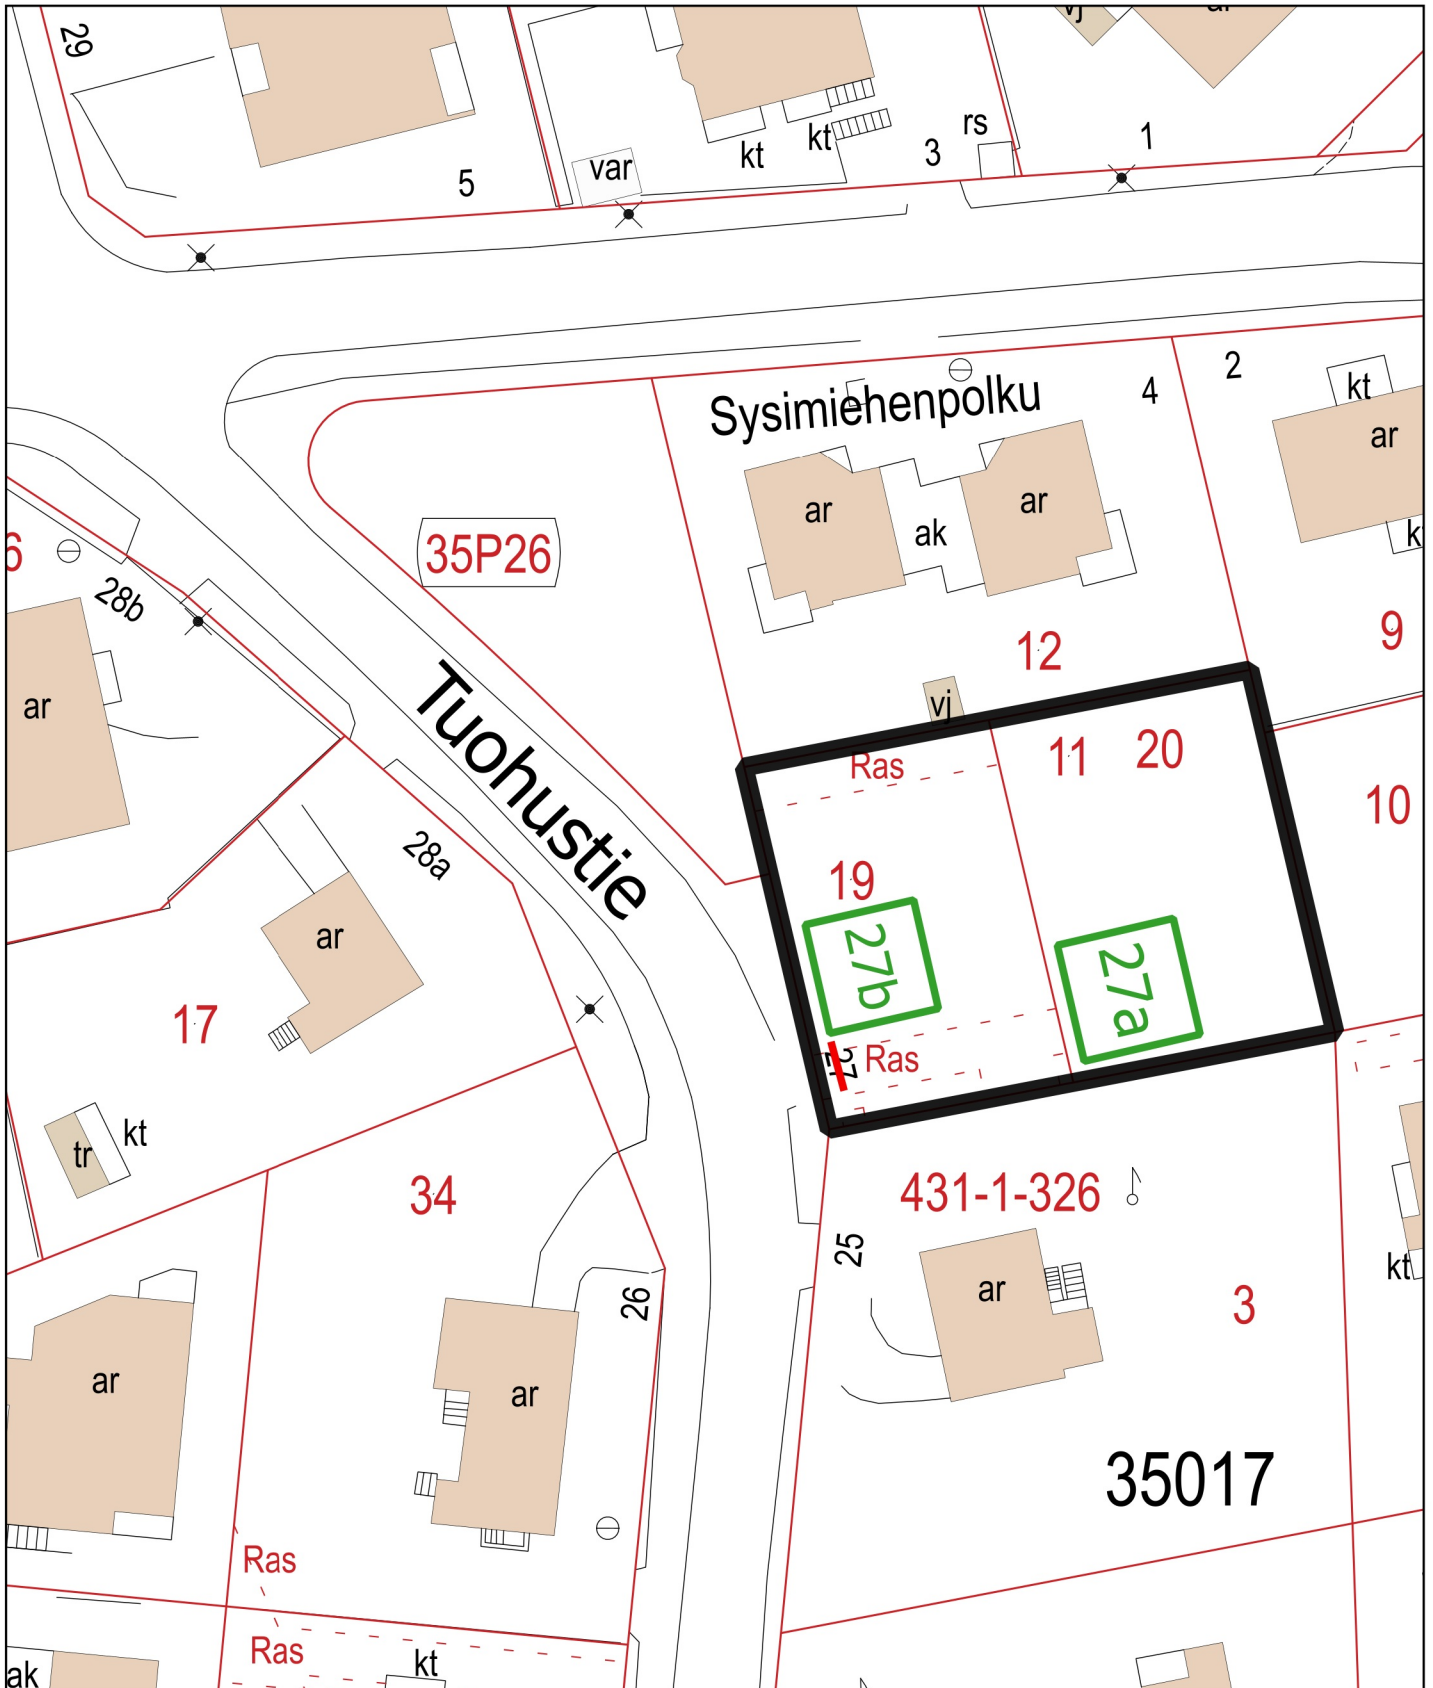 29
vj
ar
rs
1
3
kt
kt
var
5
2
4
kt
Sysimiehenpolku
ar
ar
ar
ak
k
35P26
6
28b
12
9
ar
vj
Tuohustie
Ras
11
20
10
28a
19
ar
27b
27a
17
27
Ras
kt
tr
34
431-1-326
25
kt
ar
26
3
ar
ar
35017
Ras
Ras
kt
ak